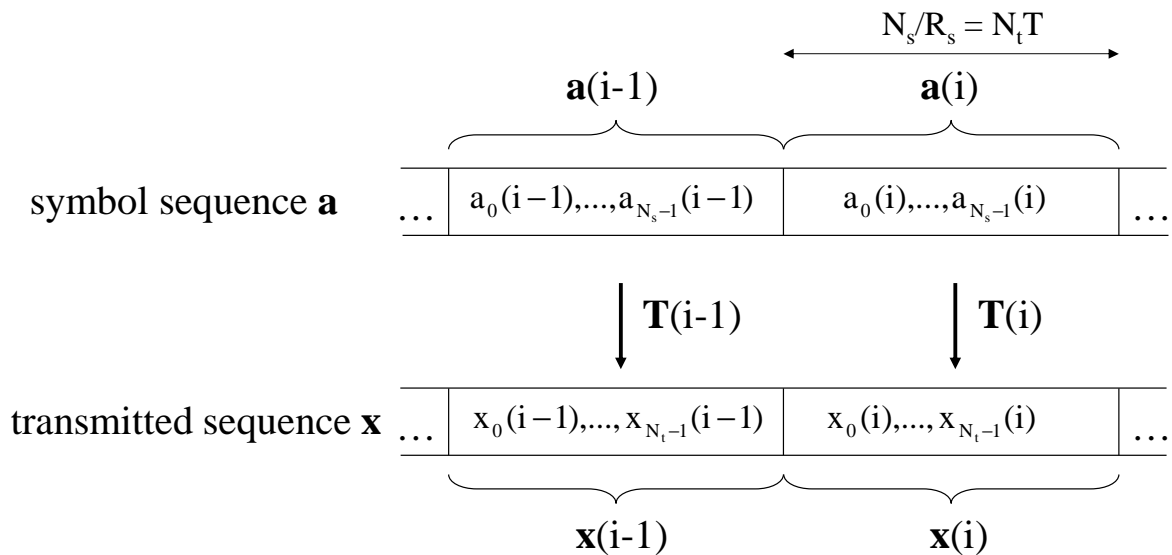 N_s/R_s = N_tT
a(i-1) a(i)
symbol sequence a … a_0(i−1),...,a_{N_s−1}(i−1) a_0(i),...,a_{N_s−1}(i) …
T(i-1) T(i)
transmitted sequence x … x_0(i−1),...,x_{N_t−1}(i−1) x_0(i),...,x_{N_t−1}(i) …
x(i-1) x(i)